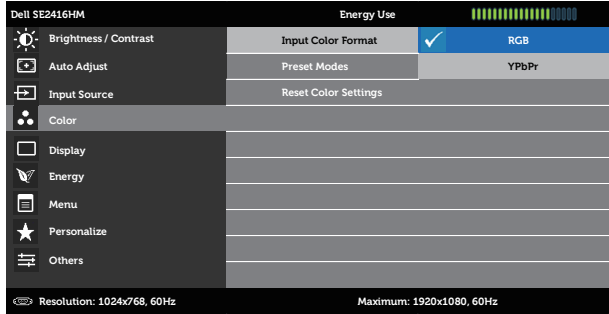 Dell SE2416HM Energy Use
Brightness / Contrast Input Color Format RGB
Auto Adjust Preset Modes YPbPr
Input Source Reset Color Settings
Color
Display
Energy
Menu
Personalize
Others
Resolution: 1024x768, 60Hz Maximum: 1920x1080, 60Hz